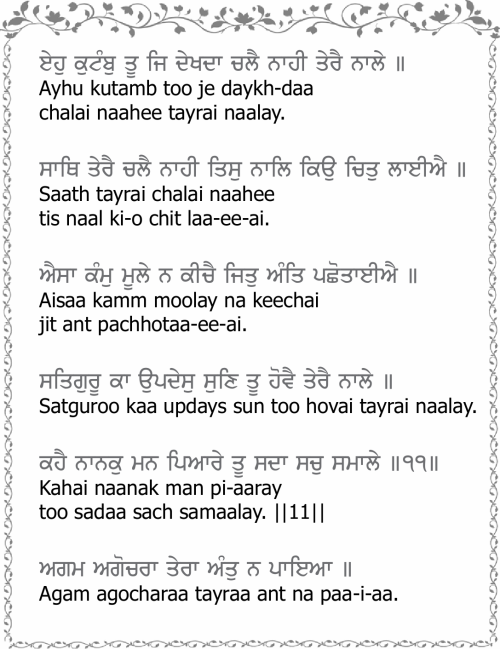 ਏਹੁ ਕੁਟੰਬੁ ਤੂ ਜਿ ਦੇਖਦਾ ਚਲੈ ਨਾਹੀ ਤੇਰੈ ਨਾਲੇ ॥
Ayhu kutamb too je daykh-daa
chalai naahee tayrai naalay.
ਸਾਥਿ ਤੇਰੈ ਚਲੈ ਨਾਹੀ ਤਿਸੁ ਨਾਲਿ ਕਿਉ ਚਿਤੁ ਲਾਈਐ ॥
Saath tayrai chalai naahee
tis naal ki-o chit laa-ee-ai.
ਐਸਾ ਕੰਮੁ ਮੂਲੇ ਨ ਕੀਚੈ ਜਿਤੁ ਅੰਤਿ ਪਛੋਤਾਈਐ ॥
Aisaa kamm moolay na keechai
jit ant pachhotaa-ee-ai.
ਸਤਿਗੁਰੂ ਕਾ ਉਪਦੇਸੁ ਸੁਣਿ ਤੂ ਹੋਵੈ ਤੇਰੈ ਨਾਲੇ ॥
Satguroo kaa updays sun too hovai tayrai naalay.
ਕਹੈ ਨਾਨਕੁ ਮਨ ਪਿਆਰੇ ਤੂ ਸਦਾ ਸਚੁ ਸਮਾਲੇ ॥੧੧॥
Kahai naanak man pi-aaray
too sadaa sach samaalay. ||11||
ਅਗਮ ਅਗੋਚਰਾ ਤੇਰਾ ਅੰਤੁ ਨ ਪਾਇਆ ॥
Agam agocharaa tayraa ant na paa-i-aa.